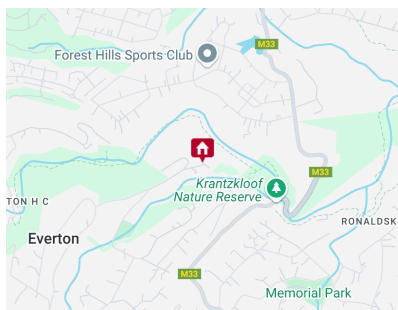 M33
Forest Hills Sports Club
M33
Krantzkloof
Nature Reserve
TON H C
RONALDSK
Everton
M33
Memorial Park